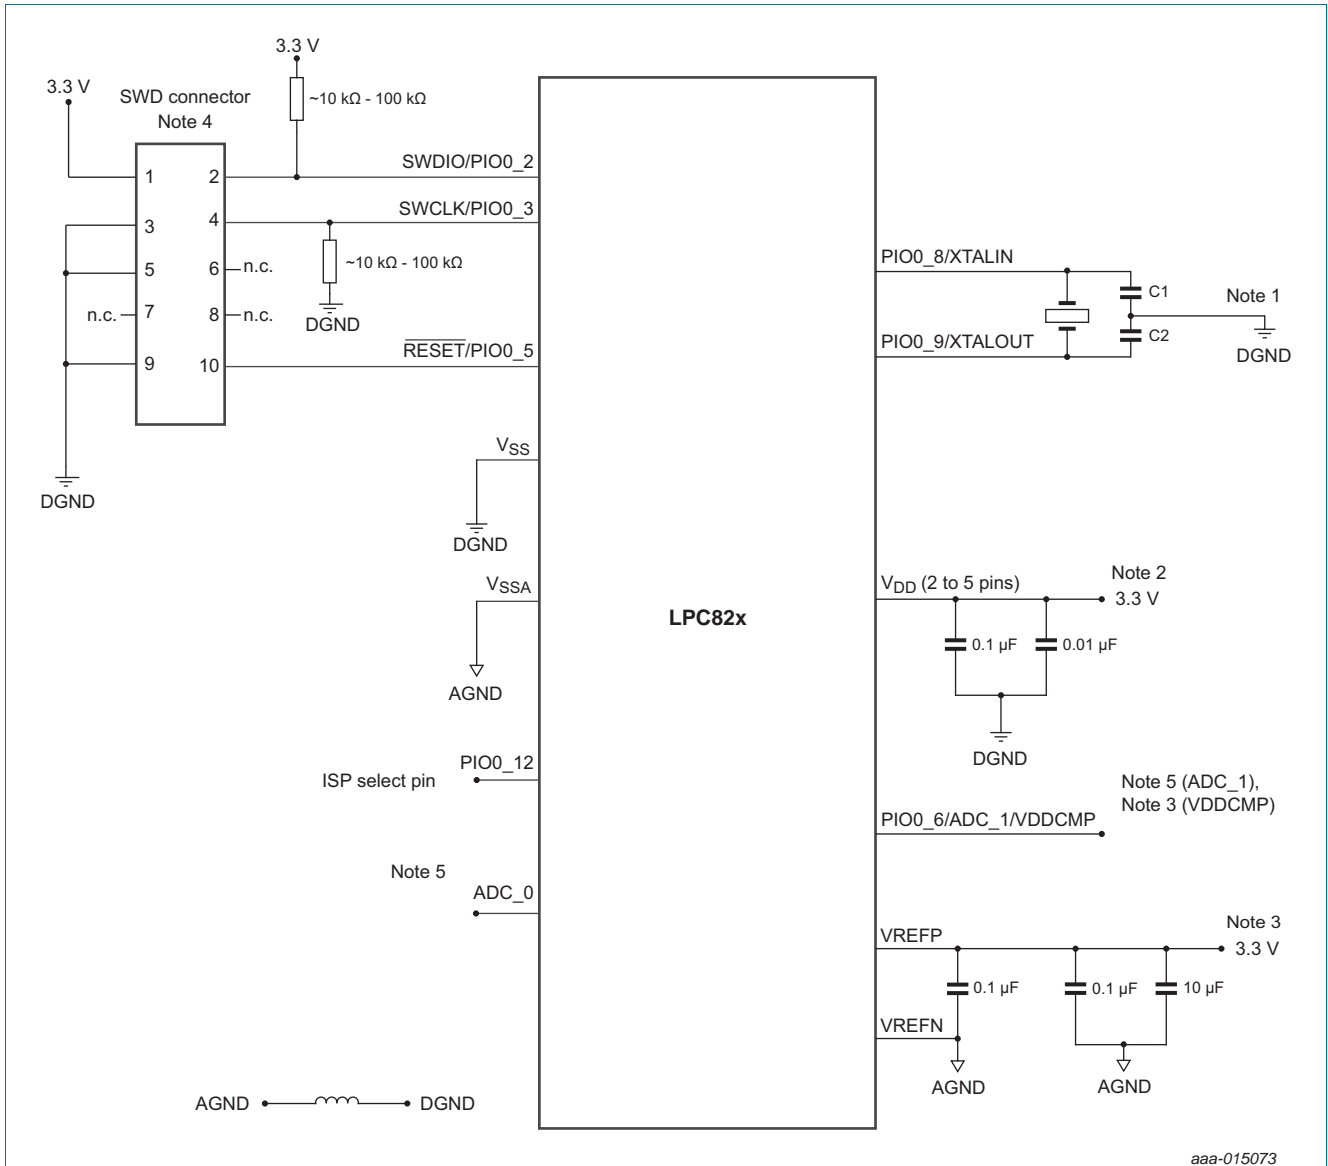 3.3 V
3.3 V
SWD connector
Note 4
~10 kΩ - 100 kΩ
1
2
SWDIO/PIO0_2
3
4
SWCLK/PIO0_3
5
6
n.c.
~10 kΩ - 100 kΩ
DGND
n.c.
7
8
n.c.
9
10
RESET/PIO0_5
DGND
VSS
DGND
VSSA
AGND
PIO0_12
ISP select pin
Note 5
ADC_0
AGND
DGND
LPC82x
PIO0_8/XTALIN
C1
Note 1
C2
DGND
PIO0_9/XTALOUT
VDD (2 to 5 pins)
Note 2
3.3 V
0.1 µF
0.01 µF
DGND
Note 5 (ADC_1),
Note 3 (VDDCMP)
PIO0_6/ADC_1/VDDCMP
Note 3
VREFP
3.3 V
0.1 µF
0.1 µF
10 µF
VREFN
AGND
AGND
aaa-015073